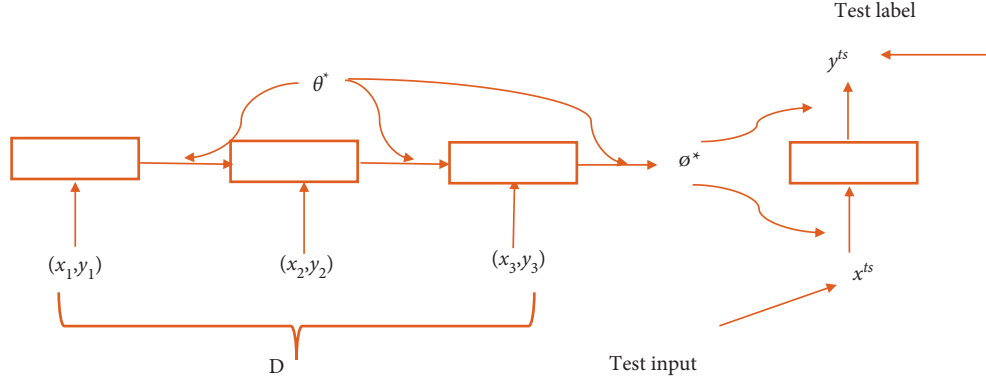 Test label
y^ts
θ*
ø*
(x₁,y₁)
(x₂,y₂)
(x₃,y₃)
x^ts
D
Test input